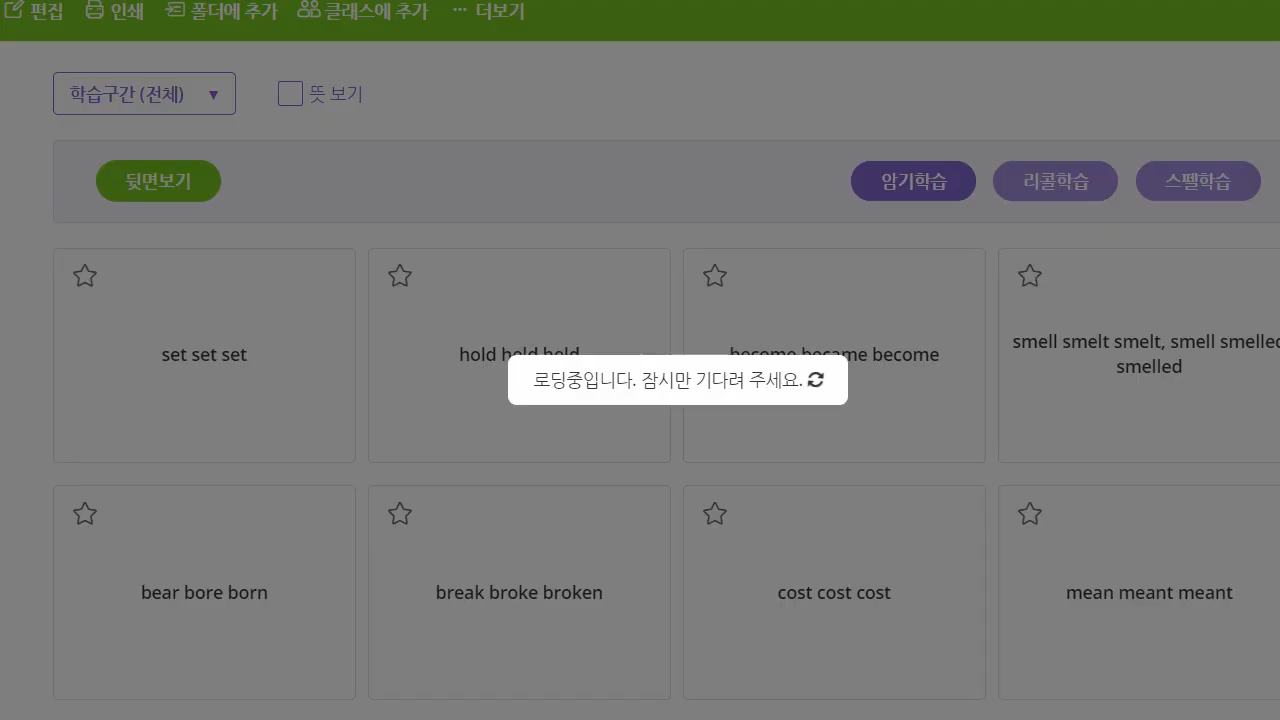 편집 인쇄 폴더에 추가 클래스에 추가 ··· 더보기
학습구간 (전체) ▼ 뜻 보기
뒷면보기 암기학습 리콜학습 스펠학습
set set set
hold hold held
become became become
smell smelt smelt, smell smelled
smelled
로딩중입니다. 잠시만 기다려 주세요.
bear bore born
break broke broken
cost cost cost
mean meant meant